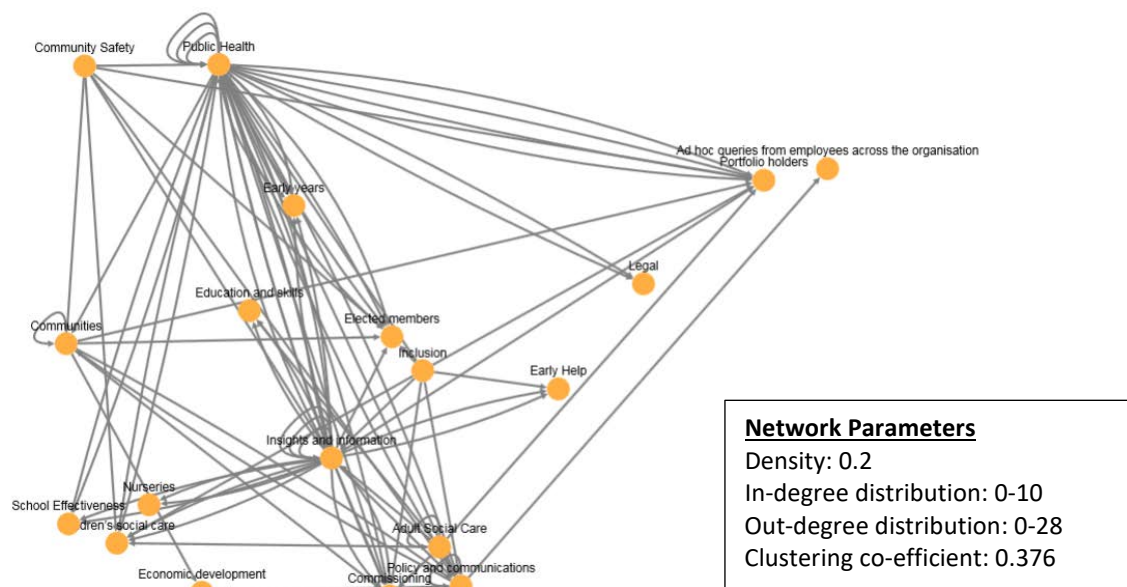 Community Safety
Public Health
Ad hoc queries from employees across the organisation
Portfolio holders
Early years
Legal
Education and skills
Elected members
Communities
Inclusion
Early Help
Insights and information
Nurseries
School Effectiveness
dren's social care
Adult Social Care
Policy and communications
Commissioning
Economic development
Network Parameters
Density: 0.2
In-degree distribution: 0-10
Out-degree distribution: 0-28
Clustering co-efficient: 0.376